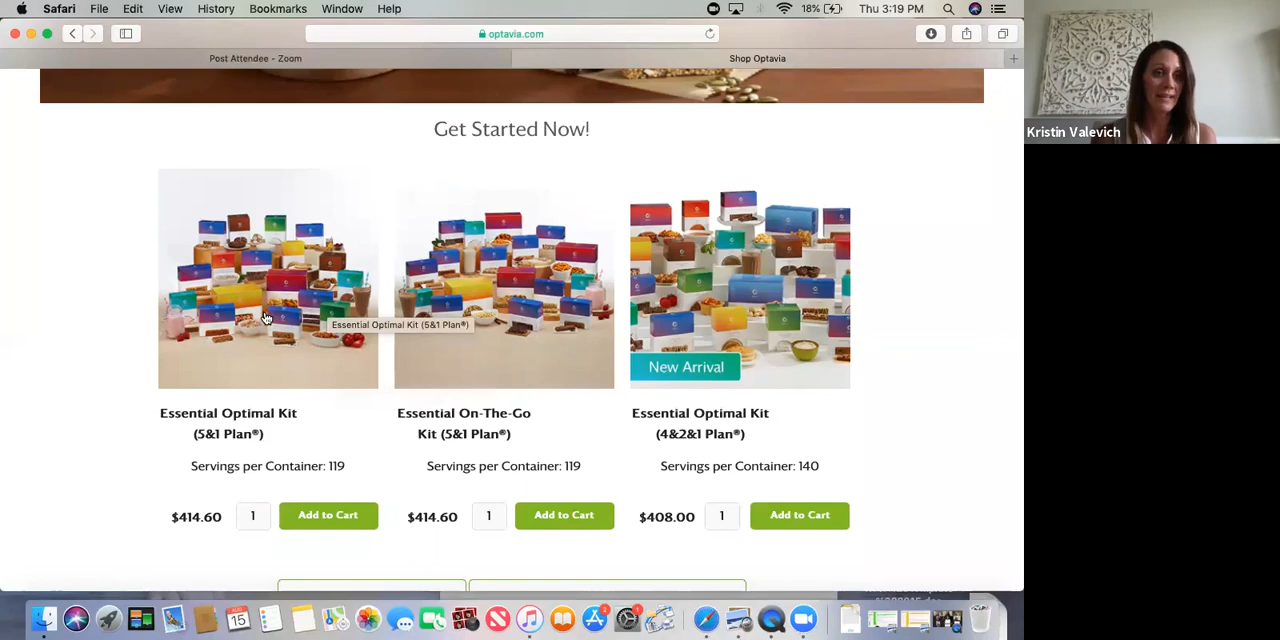 Safari File Edit View History Bookmarks Window Help
18% Thu 3:19 PM
optavia.com
Post Attendee - Zoom
Shop Optavia
Get Started Now!
Essential Optimal Kit (5&1 Plan®)
New Arrival
Essential Optimal Kit
(5&1 Plan®)
Servings per Container: 119
$414.60 1 Add to Cart
Essential On-The-Go
Kit (5&1 Plan®)
Servings per Container: 119
$414.60 1 Add to Cart
Essential Optimal Kit
(4&2&1 Plan®)
Servings per Container: 140
$408.00 1 Add to Cart
Kristin Valevich
AUG
15
2
1